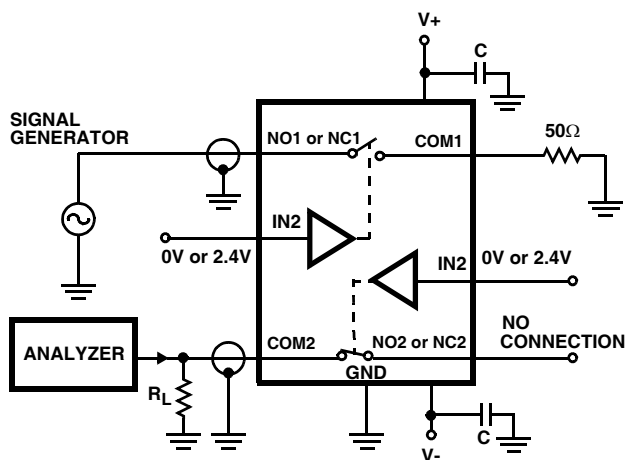 V+
C
SIGNAL
GENERATOR
NO1 or NC1
COM1
50Ω
IN2
0V or 2.4V
IN2
0V or 2.4V
NO
CONNECTION
ANALYZER
COM2
NO2 or NC2
GND
RL
C
V-